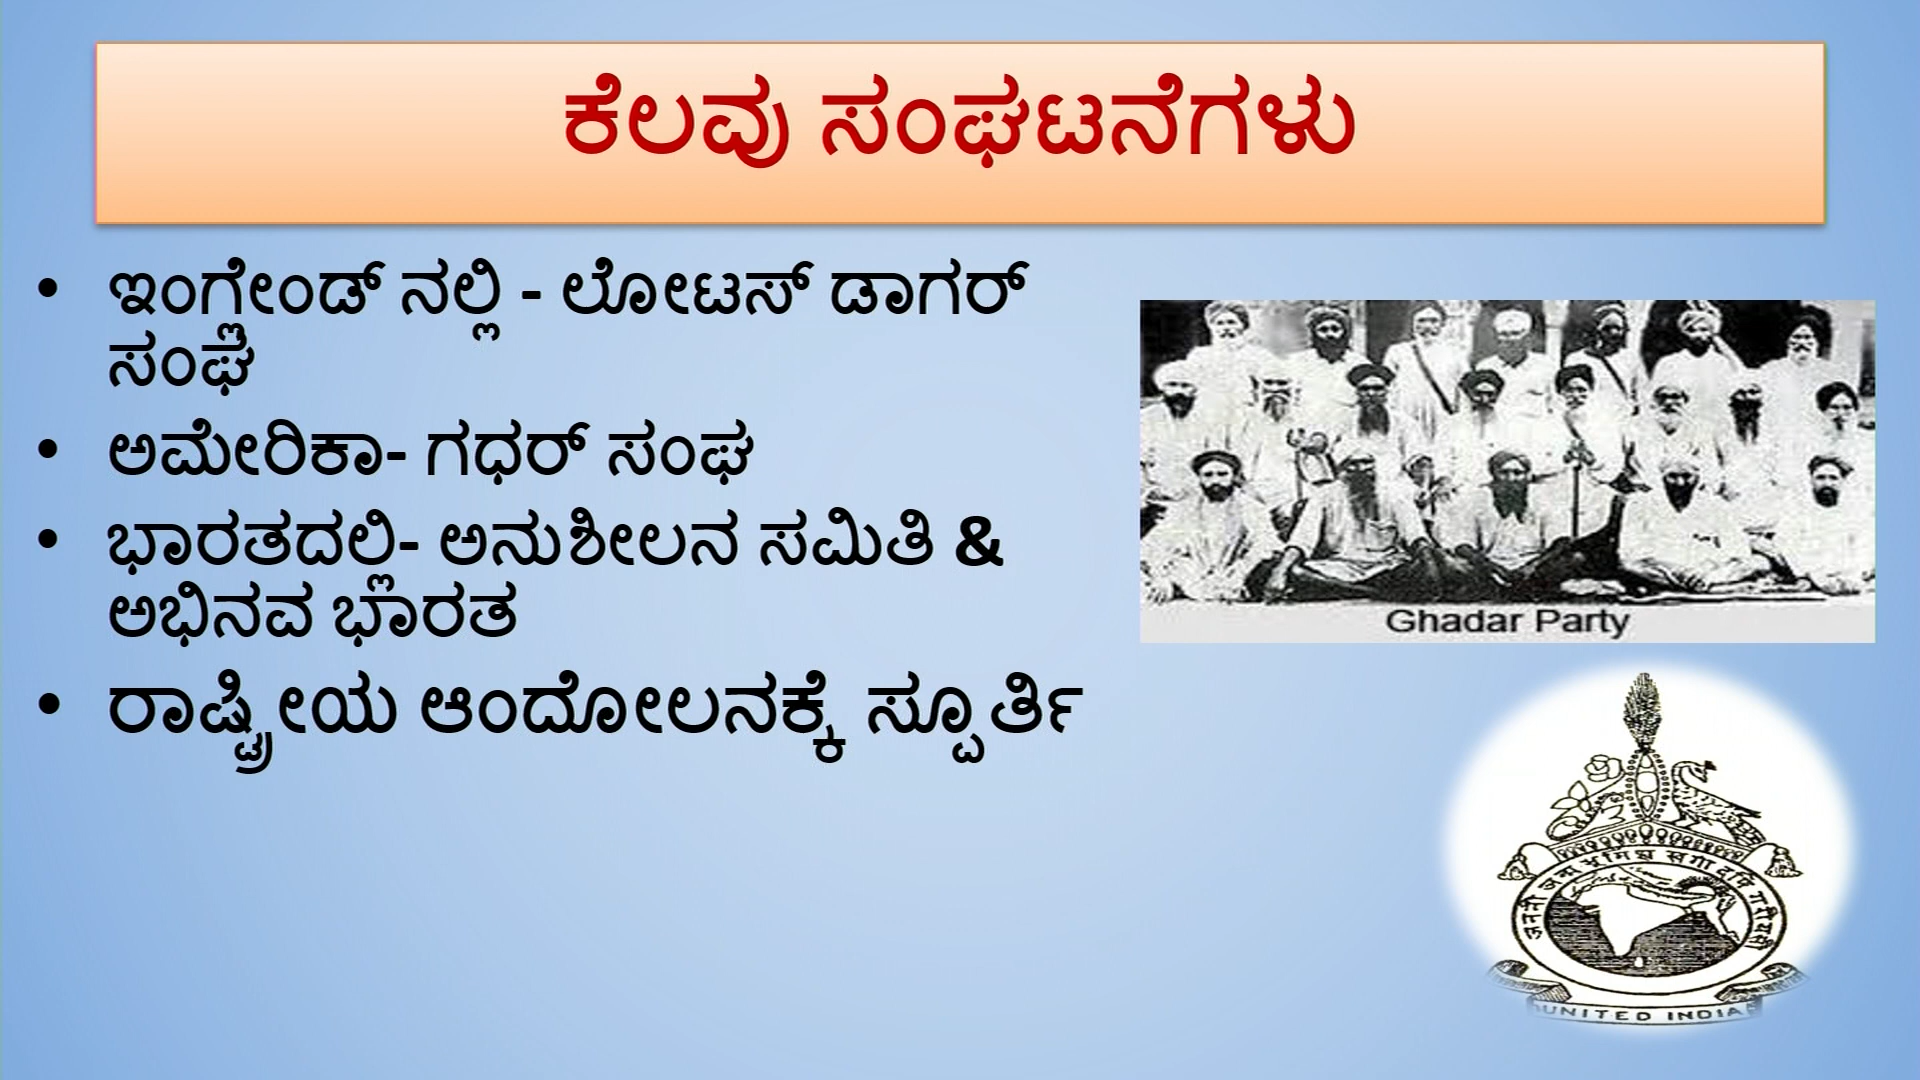 ಕೆಲವು ಸಂಘಟನೆಗಳು
• ಇಂಗ್ಲೇಂಡ್ ನಲ್ಲಿ - ಲೋಟಸ್ ಡಾಗರ್
ಸಂಘ
• ಅಮೇರಿಕಾ- ಗಧರ್ ಸಂಘ
• ಭಾರತದಲ್ಲಿ- ಅನುಶೀಲನ ಸಮಿತಿ &
ಅಭಿನವ ಭಾರತ
• ರಾಷ್ಟ್ರೀಯ ಆಂದೋಲನಕ್ಕೆ ಸ್ಪೂರ್ತಿ
Ghadar Party
UNITED INDIA